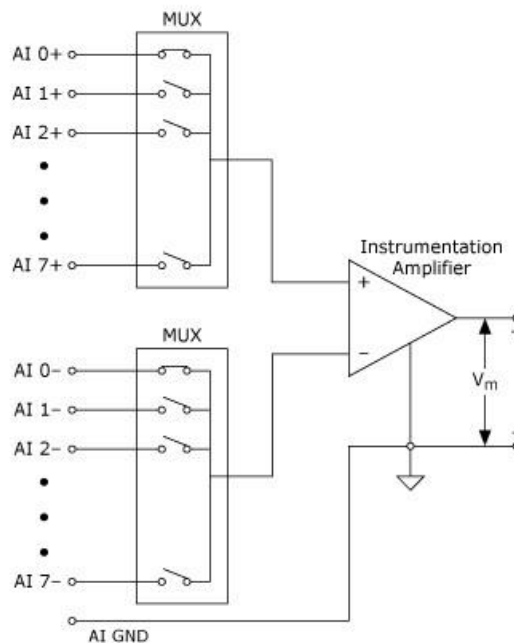 MUX
AI 0+
AI 1+
AI 2+
AI 7+
Instrumentation
Amplifier
+
−
Vm
MUX
AI 0−
AI 1−
AI 2−
AI 7−
AI GND